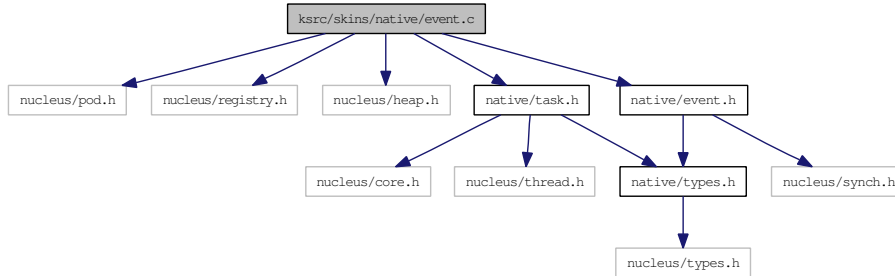 ksrc/skins/native/event.c
nucleus/pod.h
nucleus/registry.h
nucleus/heap.h
native/task.h
native/event.h
nucleus/core.h
nucleus/thread.h
native/types.h
nucleus/synch.h
nucleus/types.h